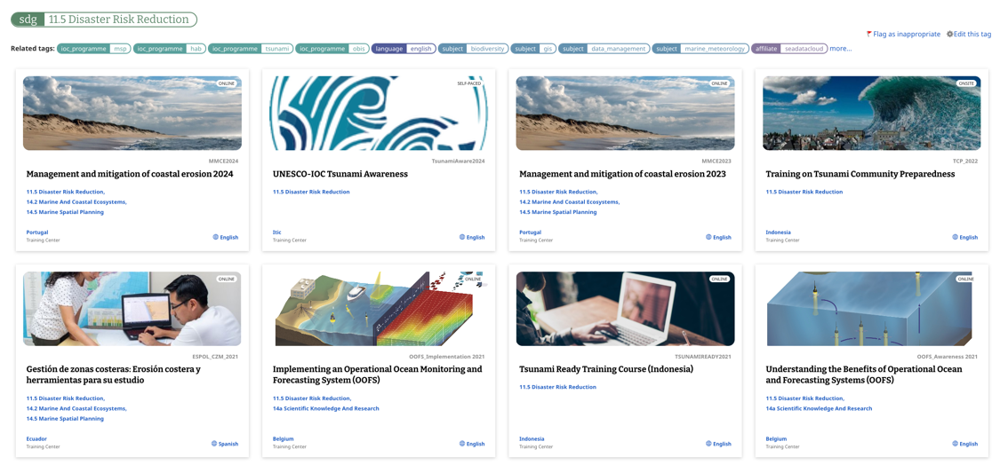 sdg 11.5 Disaster Risk Reduction
Flag as inappropriate Edit this tag
Related tags: ioc_programme msp ioc_programme hab ioc_programme tsunami ioc_programme obis language english subject biodiversity subject gis subject data_management subject marine_meteorology affiliate seadatacloud more...
ONLINE
MMCE2024
Management and mitigation of coastal erosion 2024
11.5 Disaster Risk Reduction,
14.2 Marine And Coastal Ecosystems,
14.5 Marine Spatial Planning
Portugal
Training Center
English
SELF-PACED
TsunamiAware2024
UNESCO-IOC Tsunami Awareness
11.5 Disaster Risk Reduction
Itic
Training Center
English
ONLINE
MMCE2023
Management and mitigation of coastal erosion 2023
11.5 Disaster Risk Reduction,
14.2 Marine And Coastal Ecosystems,
14.5 Marine Spatial Planning
Portugal
Training Center
English
ONSITE
TCP_2022
Training on Tsunami Community Preparedness
11.5 Disaster Risk Reduction
Indonesia
Training Center
English
ONLINE
ESPOL_CZM_2021
Gestión de zonas costeras: Erosión costera y
herramientas para su estudio
11.5 Disaster Risk Reduction,
14.2 Marine And Coastal Ecosystems,
14.5 Marine Spatial Planning
Ecuador
Training Center
Spanish
ONLINE
OOFS_Implementation 2021
Implementing an Operational Ocean Monitoring and
Forecasting System (OOFS)
11.5 Disaster Risk Reduction,
14a Scientific Knowledge And Research
Belgium
Training Center
English
ONLINE
TSUNAMIREADY2021
Tsunami Ready Training Course (Indonesia)
11.5 Disaster Risk Reduction
Indonesia
Training Center
English
ONLINE
OOFS_Awareness 2021
Understanding the Benefits of Operational Ocean
and Forecasting Systems (OOFS)
11.5 Disaster Risk Reduction,
14a Scientific Knowledge And Research
Belgium
Training Center
English